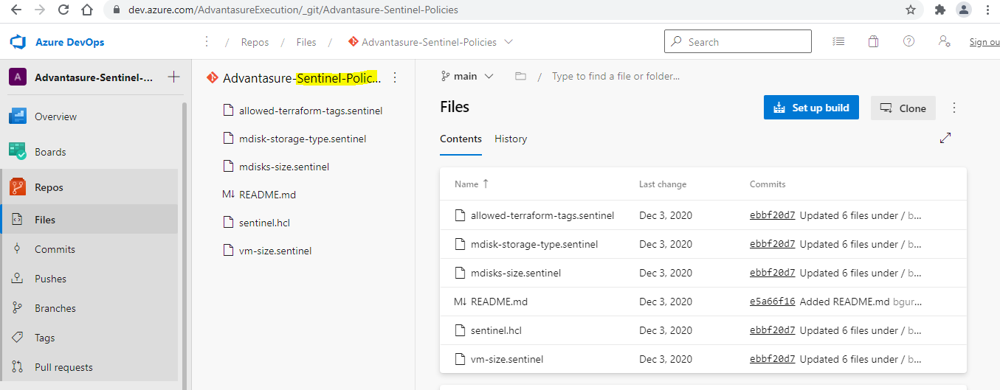 dev.azure.com/AdvantasureExecution/_git/Advantasure-Sentinel-Policies
Azure DevOps
/ Repos / Files / Advantasure-Sentinel-Policies
Search
Sign ou
A
Advantasure-Sentinel-...
Overview
Boards
Repos
Files
Commits
Pushes
Branches
Tags
Pull requests
Advantasure-Sentinel-Polic...
allowed-terraform-tags.sentinel
mdisk-storage-type.sentinel
mdisks-size.sentinel
M↓ README.md
sentinel.hcl
vm-size.sentinel
main / Type to find a file or folder...
Files
Set up build
Clone
Contents History
Name ↑ Last change Commits
allowed-terraform-tags.sentinel Dec 3, 2020 ebbf20d7 Updated 6 files under / b...
mdisk-storage-type.sentinel Dec 3, 2020 ebbf20d7 Updated 6 files under / b...
mdisks-size.sentinel Dec 3, 2020 ebbf20d7 Updated 6 files under / b...
M↓ README.md Dec 3, 2020 e5a66f16 Added README.md bgur...
sentinel.hcl Dec 3, 2020 ebbf20d7 Updated 6 files under / b...
vm-size.sentinel Dec 3, 2020 ebbf20d7 Updated 6 files under / b...